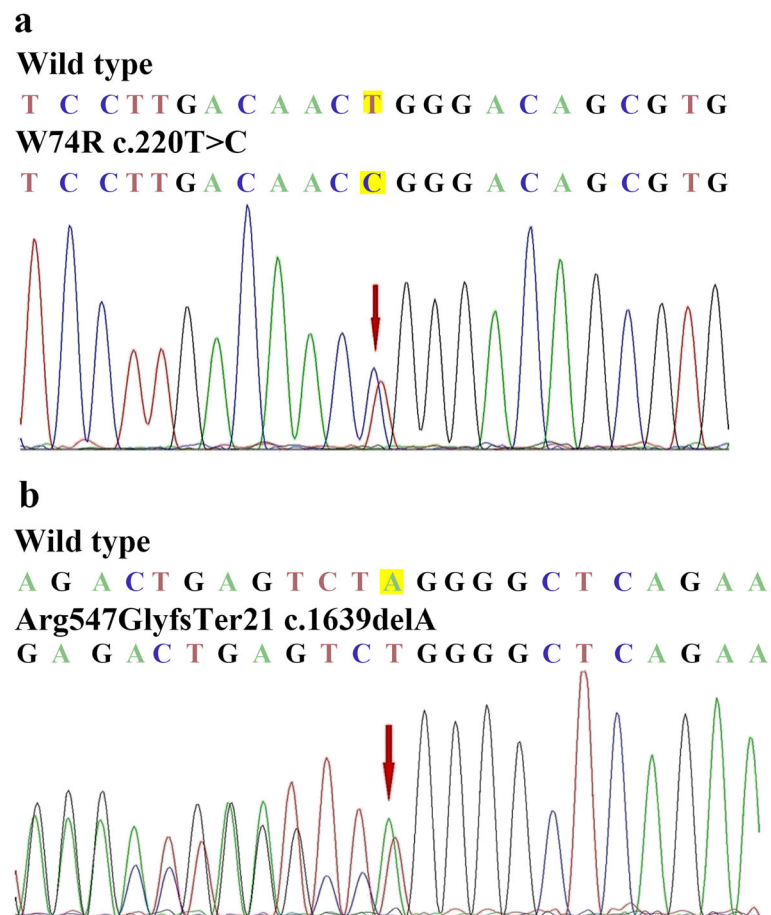 a
Wild type
T C C T T G A C A A C T G G G A C A G C G T G
W74R c.220T>C
T C C T T G A C A A C C G G G A C A G C G T G
b
Wild type
A G A C T G A G T C T A G G G G C T C A G A A
Arg547GlyfsTer21 c.1639delA
G A G A C T G A G T C T G G G G C T C A G A A